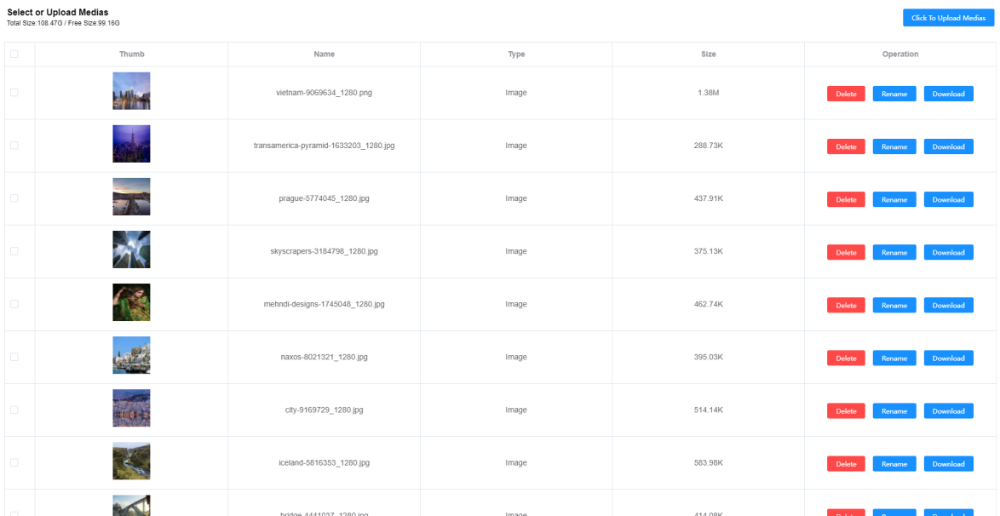 Select or Upload Medias
Total Size:108.47G / Free Size:99.16G
Click To Upload Medias
Thumb Name Type Size Operation
vietnam-9069634_1280.png Image 1.38M Delete Rename Download
transamerica-pyramid-1633203_1280.jpg Image 288.73K Delete Rename Download
prague-5774045_1280.jpg Image 437.91K Delete Rename Download
skyscrapers-3184798_1280.jpg Image 375.13K Delete Rename Download
mehndi-designs-1745048_1280.jpg Image 462.74K Delete Rename Download
naxos-8021321_1280.jpg Image 395.03K Delete Rename Download
city-9169729_1280.jpg Image 514.14K Delete Rename Download
iceland-5816353_1280.jpg Image 583.98K Delete Rename Download
bridge-4441037_1280.jpg Image 414.08K Delete Rename Download